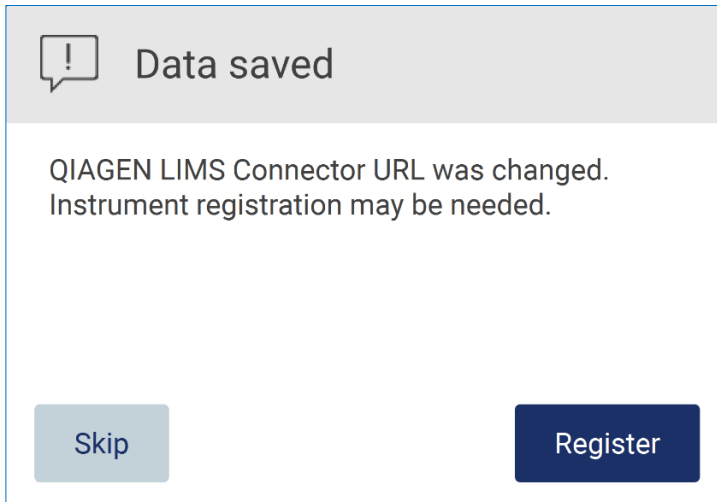 Data saved
QIAGEN LIMS Connector URL was changed.
Instrument registration may be needed.
Skip
Register